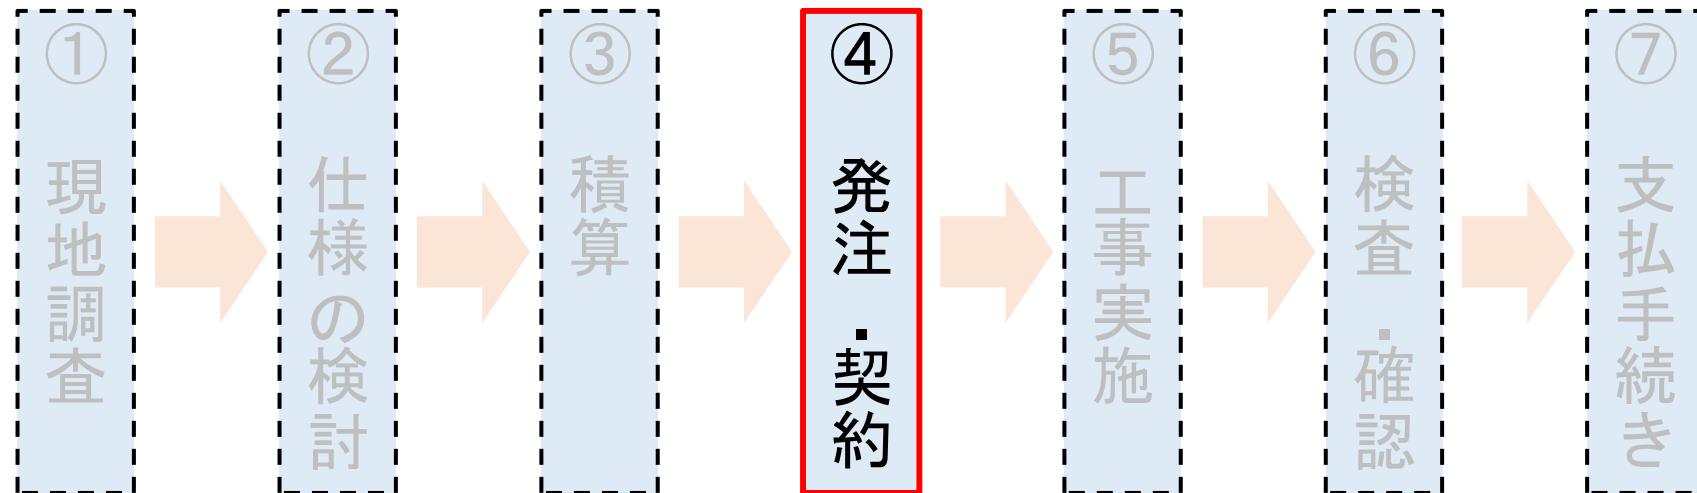 ① 現地調査
② 仕様の検討
③ 積算
④ 発注・契約
⑤ 工事実施
⑥ 検査・確認
⑦ 支払手続き